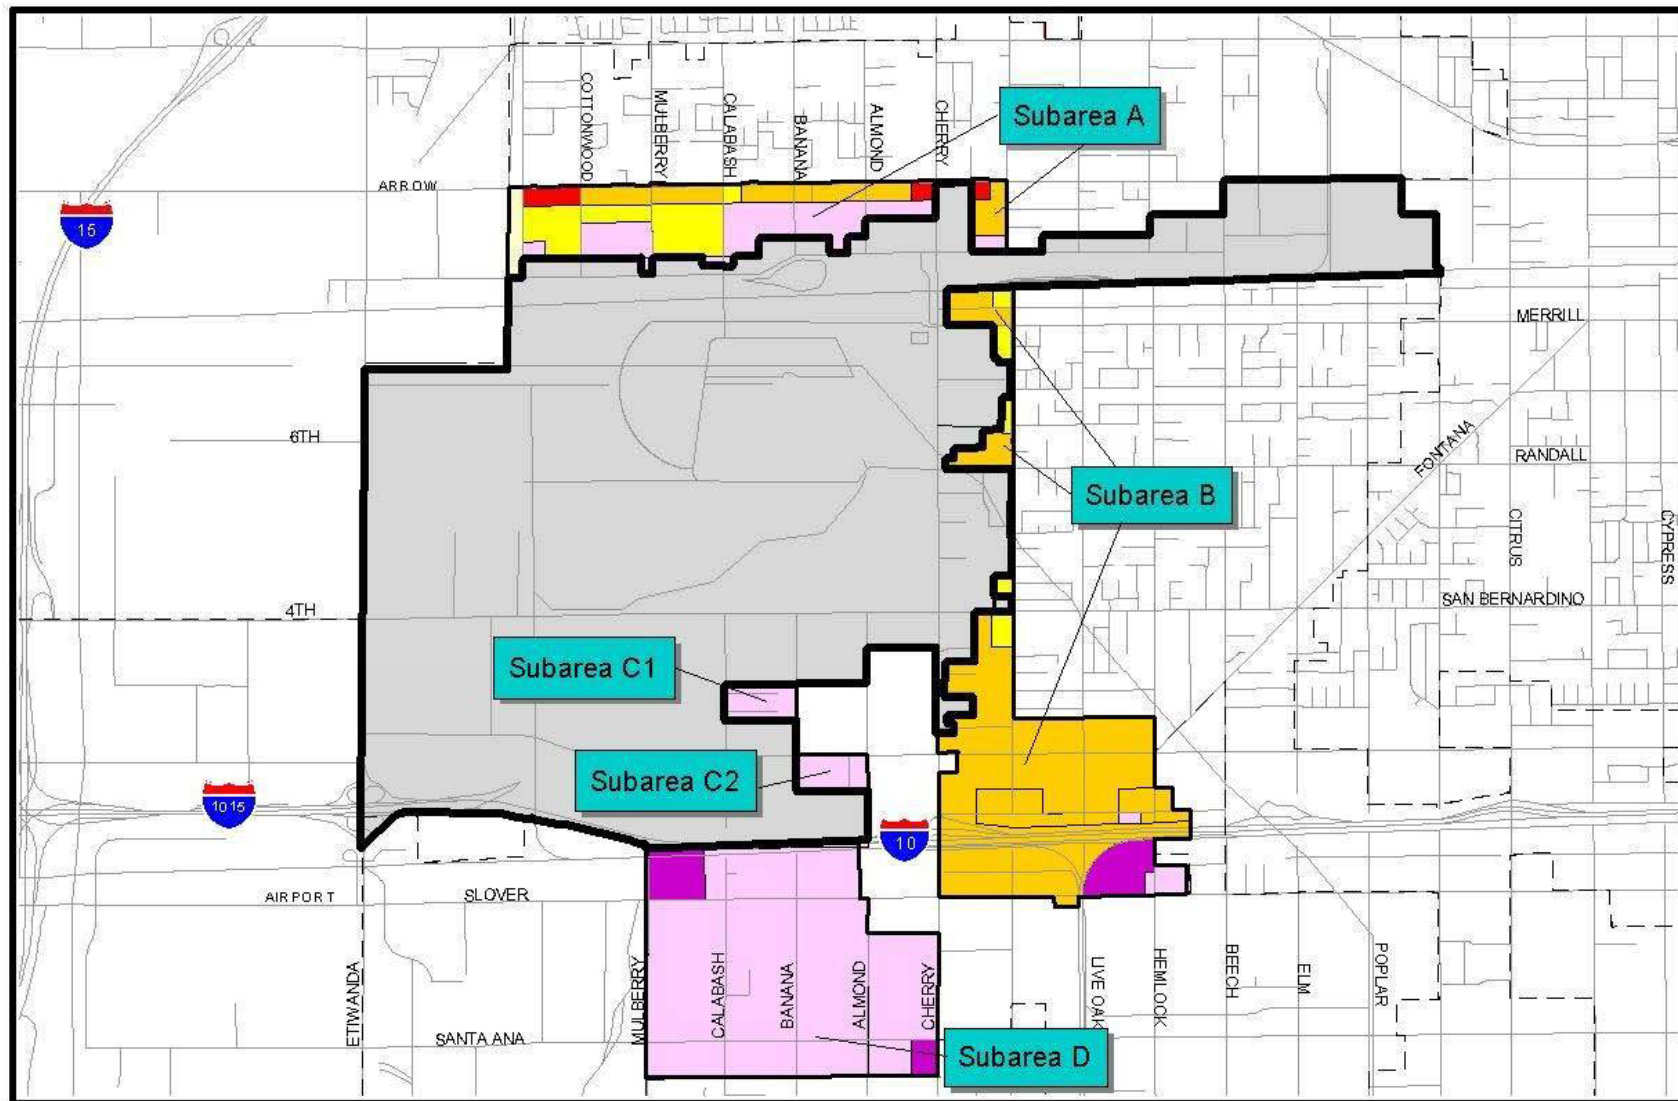 COTTONWOOD
MULBERRY
CALABASH
BANANA
ALMOND
CHERRY
Subarea A
ARROW
15
MERRILL
6TH
FONTANA
RANDALL
Subarea B
CITRUS
CYPRESS
4TH
SAN BERNARDINO
Subarea C1
Subarea C2
10 15
10
AIRPORT
SLOVER
ETIWANDA
MULBERRY
CALABASH
BANANA
ALMOND
CHERRY
LIVE OAK
HEMLOCK
BEECH
ELM
POPLAR
SANTA ANA
Subarea D